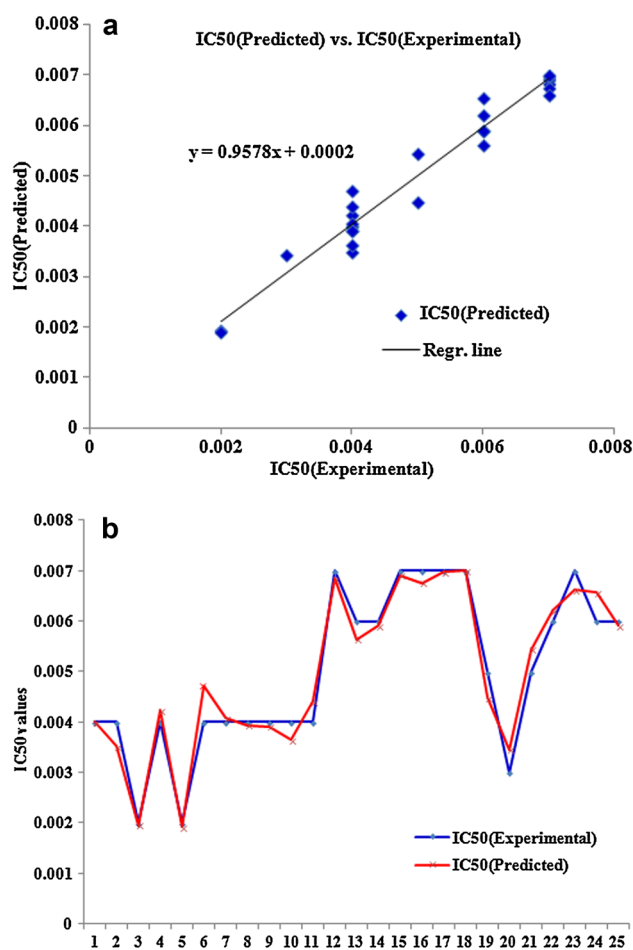 a
IC50(Predicted) vs. IC50(Experimental)
y = 0.9578x + 0.0002
IC50(Predicted)
0.008
0.007
0.006
0.005
0.004
0.003
0.002
0.001
0
IC50(Predicted)
Regr. line
0 0.002 0.004 0.006 0.008
IC50(Experimental)
b
IC50values
0.008
0.007
0.006
0.005
0.004
0.003
0.002
0.001
0
IC50(Experimental)
IC50(Predicted)
1 2 3 4 5 6 7 8 9 10 11 12 13 14 15 16 17 18 19 20 21 22 23 24 25